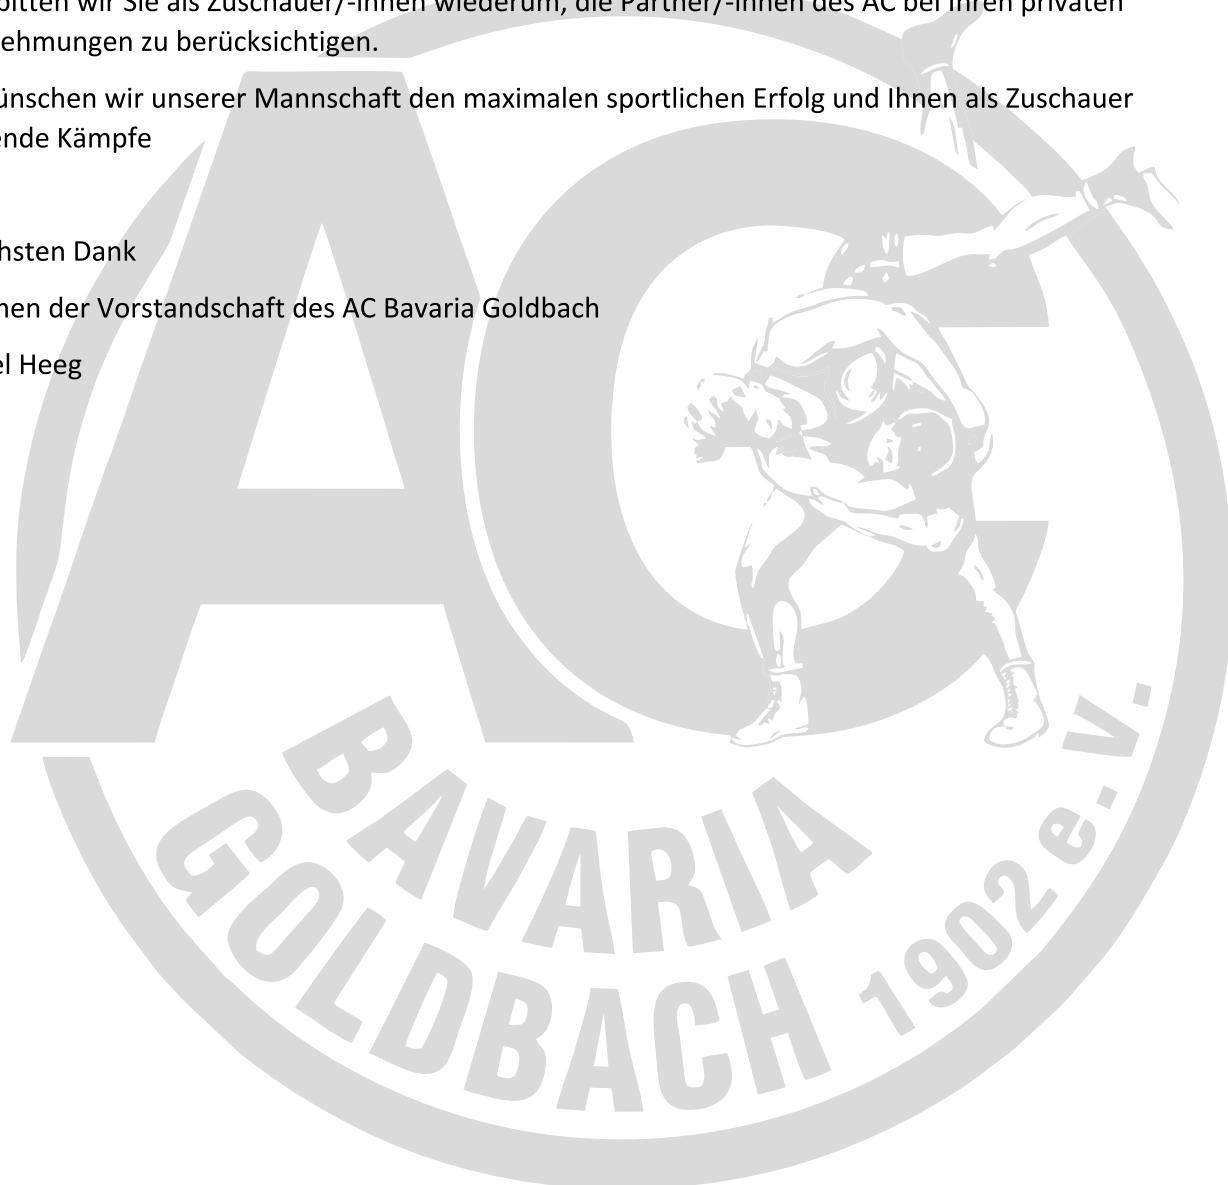 bitten wir Sie als Zuschauer/-innen wiederum, die Partner/-innen des AC bei Ihren privaten
ehmungen zu berücksichtigen.
ünschen wir unserer Mannschaft den maximalen sportlichen Erfolg und Ihnen als Zuschauer
ende Kämpfe
hsten Dank
men der Vorstandschaft des AC Bavaria Goldbach
el Heeg
AC
BAVARIA
GOLDBACH 1902 e.V.